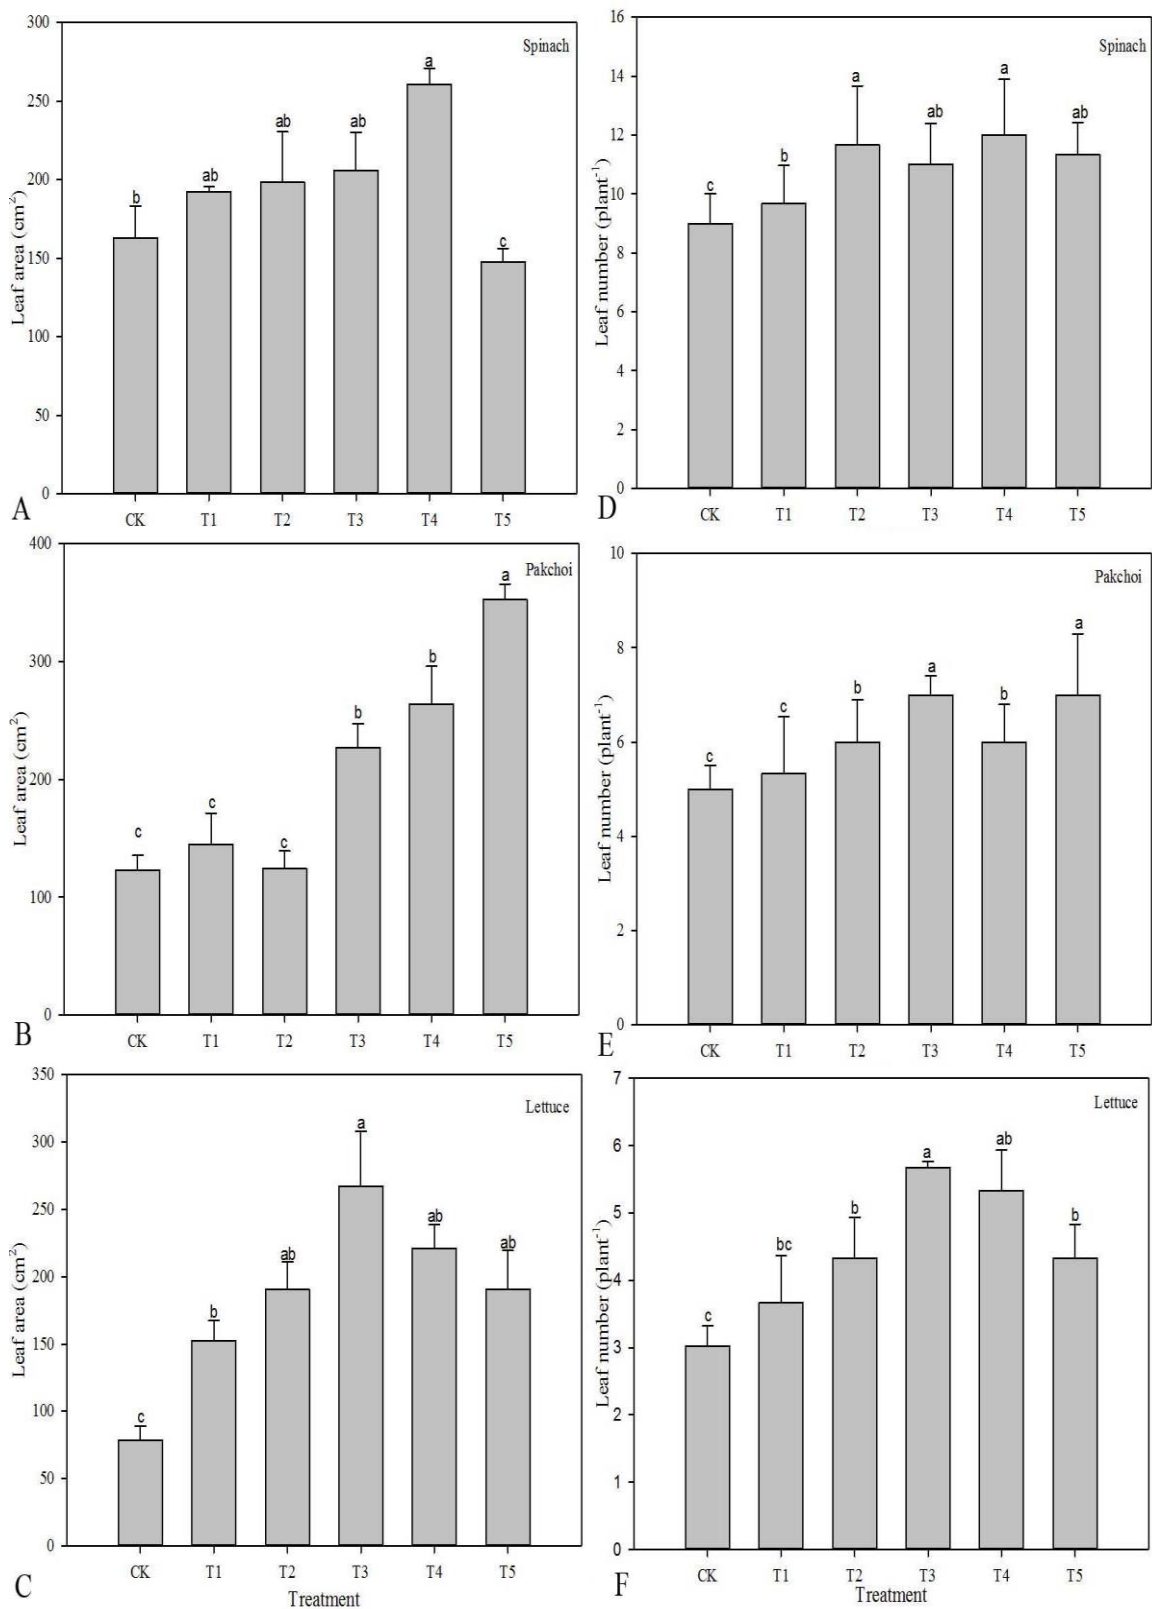 300
250
200
150
100
50
0
Leaf area (cm²)
Spinach
b
ab
ab
ab
a
c
CK T1 T2 T3 T4 T5
A
16
14
12
10
8
6
4
2
0
Leaf number (plant⁻¹)
Spinach
c
b
a
ab
a
ab
CK T1 T2 T3 T4 T5
D
400
300
200
100
0
Leaf area (cm²)
Pakchoi
c
c
c
b
b
a
CK T1 T2 T3 T4 T5
B
10
8
6
4
2
0
Leaf number (plant⁻¹)
Pakchoi
c
c
b
a
b
a
CK T1 T2 T3 T4 T5
E
350
300
250
200
150
100
50
0
Leaf area (cm²)
Lettuce
c
b
ab
a
ab
ab
CK T1 T2 T3 T4 T5
Treatment
C
7
6
5
4
3
2
1
0
Leaf number (plant⁻¹)
Lettuce
c
bc
b
a
ab
b
CK T1 T2 T3 T4 T5
Treatment
F